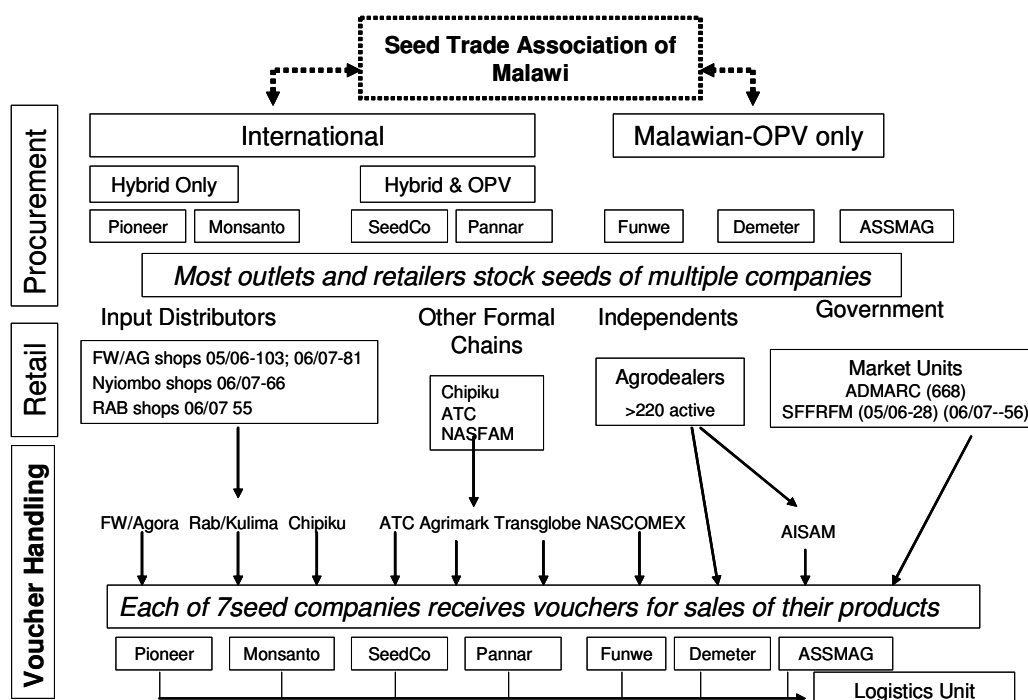 Seed Trade Association of
Malawi
Procurement
International
Malawian-OPV only
Hybrid Only
Hybrid & OPV
Pioneer
Monsanto
SeedCo
Pannar
Funwe
Demeter
ASSMAG
Most outlets and retailers stock seeds of multiple companies
Retail
Input Distributors
FW/AG shops 05/06-103; 06/07-81
Nyiombo shops 06/07-66
RAB shops 06/07 55
Other Formal
Chains
Chipiku
ATC
NASFAM
Independents
Agrodealers
>220 active
Government
Market Units
ADMARC (668)
SFFRFM (05/06-28) (06/07--56)
Voucher Handling
FW/Agora Rab/Kulima Chipiku
ATC Agrimark Transglobe NASCOMEX
AISAM
Each of 7seed companies receives vouchers for sales of their products
Pioneer
Monsanto
SeedCo
Pannar
Funwe
Demeter
ASSMAG
Logistics Unit